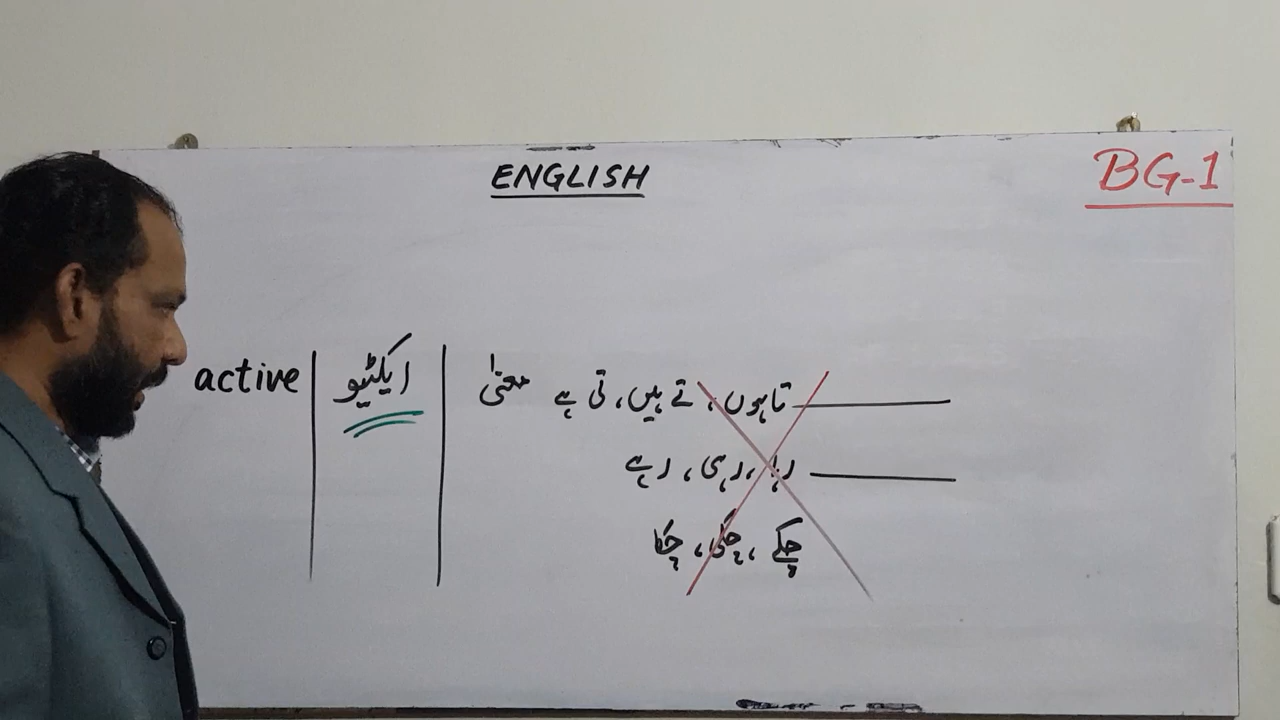 ENGLISH
BG-1
active | ایکٹیو | معنی تا ہوں، تے ہیں، تی ہے
رہا، رہی، رہے
چکے، چکی، چکا